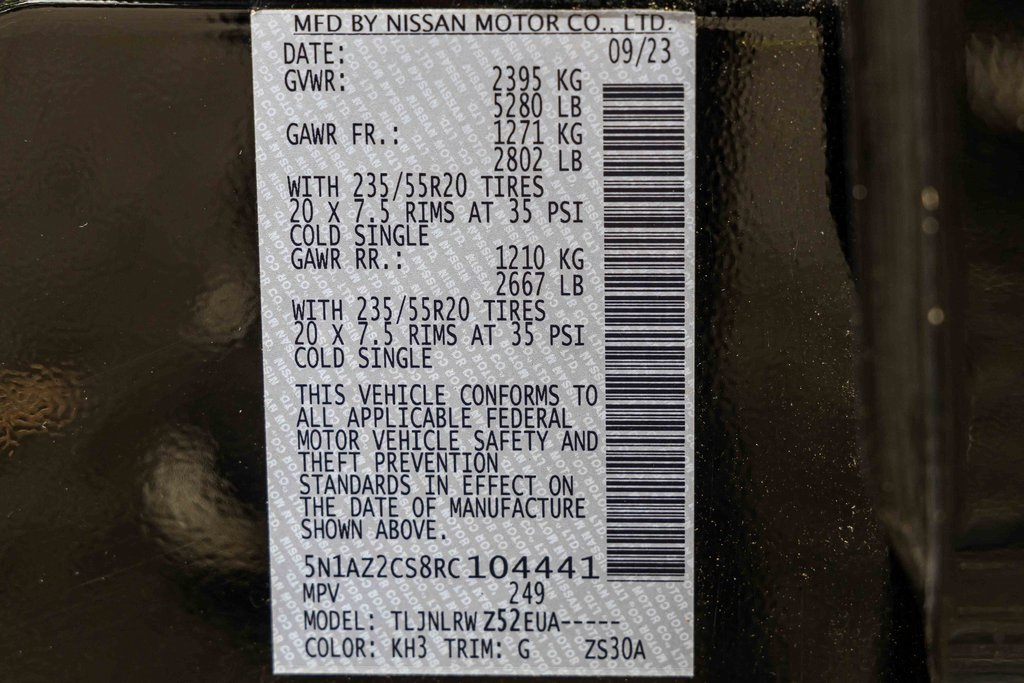 MFD BY NISSAN MOTOR CO., LTD.
DATE: 09/23
GVWR: 2395 KG
5280 LB
GAWR FR.: 1271 KG
2802 LB
WITH 235/55R20 TIRES
20 X 7.5 RIMS AT 35 PSI
COLD SINGLE
GAWR RR.: 1210 KG
2667 LB
WITH 235/55R20 TIRES
20 X 7.5 RIMS AT 35 PSI
COLD SINGLE
THIS VEHICLE CONFORMS TO
ALL APPLICABLE FEDERAL
MOTOR VEHICLE SAFETY AND
THEFT PREVENTION
STANDARDS IN EFFECT ON
THE DATE OF MANUFACTURE
SHOWN ABOVE.
5N1AZ2CS8RC104441
MPV 249
MODEL: TLJNLRW Z52EUA-----
COLOR: KH3 TRIM: G ZS30A